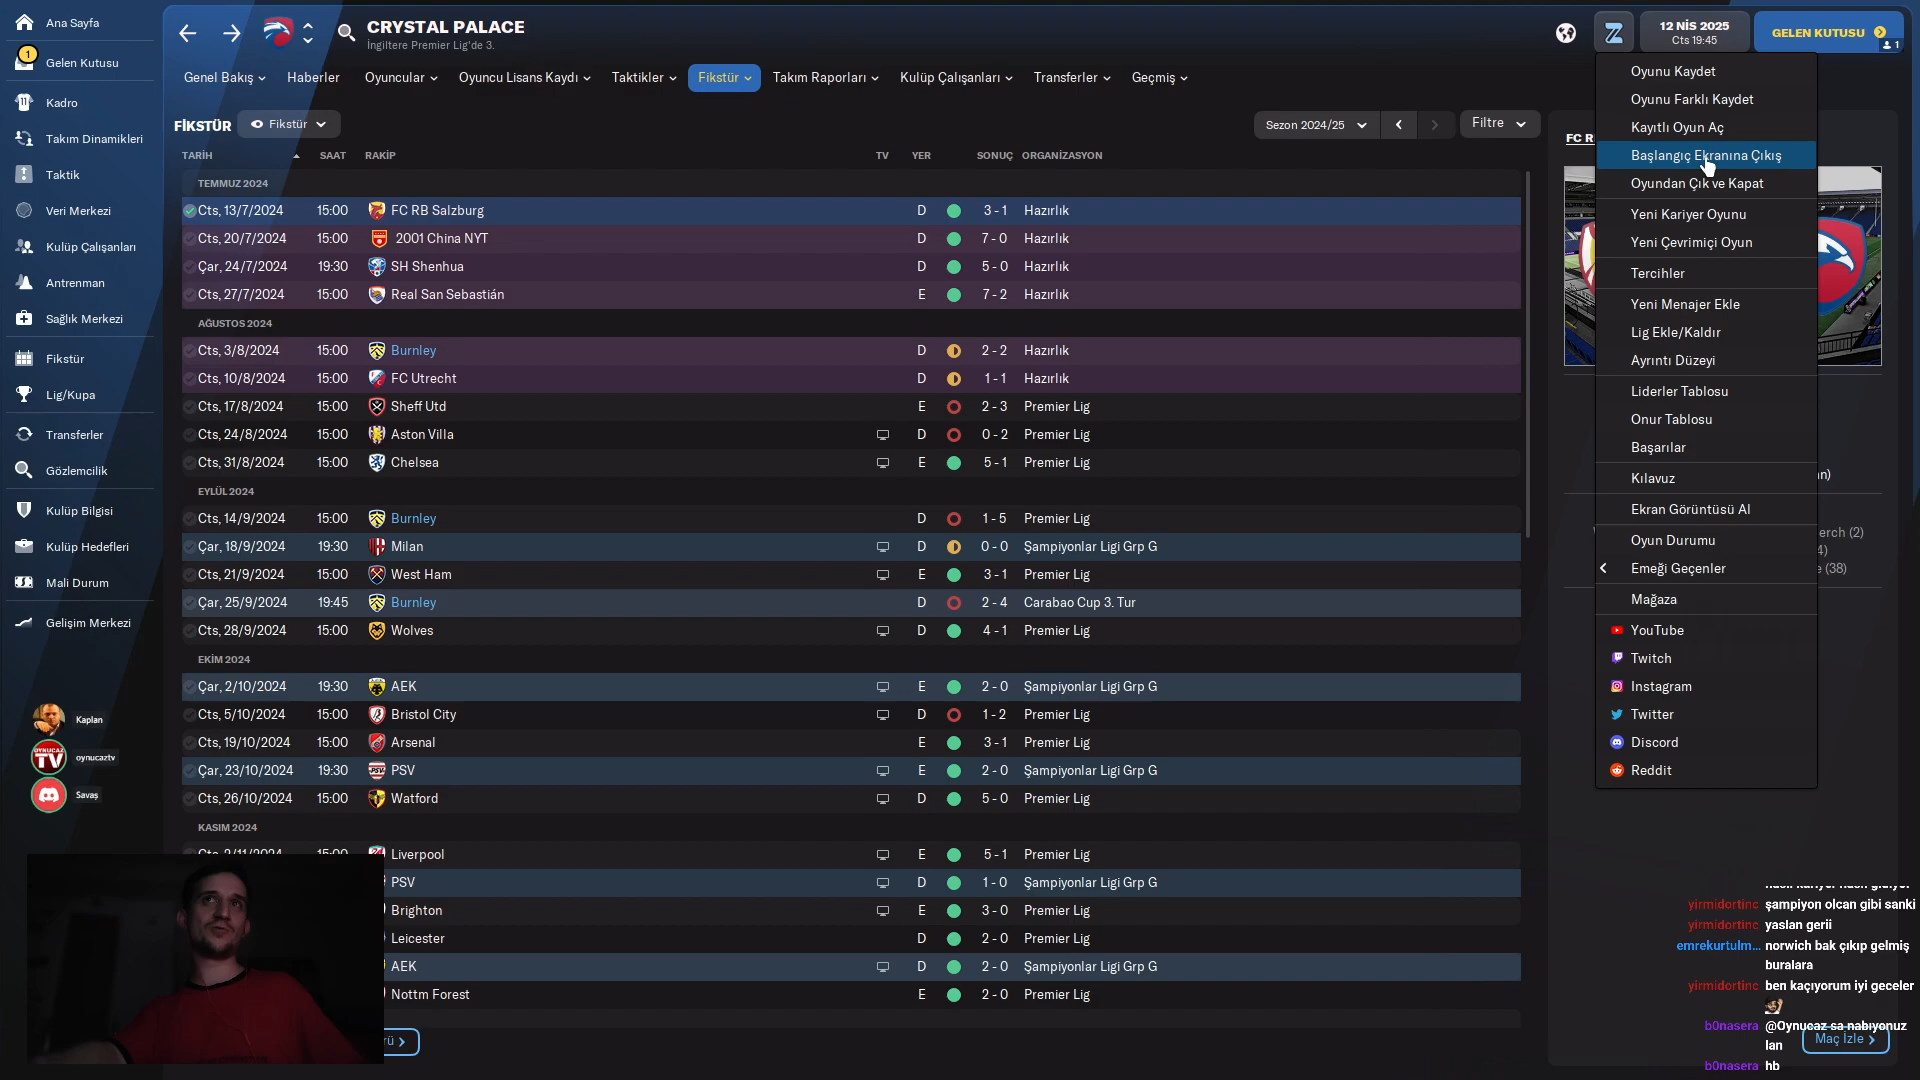 Ana Sayfa
1
Gelen Kutusu
Kadro
Takım Dinamikleri
Taktik
Veri Merkezi
Kulüp Çalışanları
Antrenman
Sağlık Merkezi
Fikstür
Lig/Kupa
Transferler
Gözlemcilik
Kulüp Bilgisi
Kulüp Hedefleri
Mali Durum
Gelişim Merkezi
Kaplan
OYNUCAZ TV oynucaztv
Savaş
CRYSTAL PALACE
İngiltere Premier Lig'de 3.
12 NİS 2025
Cts 19:45
GELEN KUTUSU
1
Genel Bakış Haberler Oyuncular Oyuncu Lisans Kaydı Taktikler Fikstür Takım Raporları Kulüp Çalışanları Transferler Geçmiş
FİKSTÜR Fikstür Sezon 2024/25 Filtre
TARİH SAAT RAKİP TV YER SONUÇ ORGANİZASYON
TEMMUZ 2024
Cts, 13/7/2024 15:00 FC RB Salzburg D 3 - 1 Hazırlık
Cts, 20/7/2024 15:00 2001 China NYT D 7 - 0 Hazırlık
Çar, 24/7/2024 19:30 SH Shenhua D 5 - 0 Hazırlık
Cts, 27/7/2024 15:00 Real San Sebastián E 7 - 2 Hazırlık
AĞUSTOS 2024
Cts, 3/8/2024 15:00 Burnley D 2 - 2 Hazırlık
Cts, 10/8/2024 15:00 FC Utrecht D 1 - 1 Hazırlık
Cts, 17/8/2024 15:00 Sheff Utd E 2 - 3 Premier Lig
Cts, 24/8/2024 15:00 Aston Villa D 0 - 2 Premier Lig
Cts, 31/8/2024 15:00 Chelsea E 5 - 1 Premier Lig
EYLÜL 2024
Cts, 14/9/2024 15:00 Burnley D 1 - 5 Premier Lig
Çar, 18/9/2024 19:30 Milan D 0 - 0 Şampiyonlar Ligi Grp G
Cts, 21/9/2024 15:00 West Ham E 3 - 1 Premier Lig
Çar, 25/9/2024 19:45 Burnley D 2 - 4 Carabao Cup 3. Tur
Cts, 28/9/2024 15:00 Wolves D 4 - 1 Premier Lig
EKİM 2024
Çar, 2/10/2024 19:30 AEK E 2 - 0 Şampiyonlar Ligi Grp G
Cts, 5/10/2024 15:00 Bristol City D 1 - 2 Premier Lig
Cts, 19/10/2024 15:00 Arsenal E 3 - 1 Premier Lig
Çar, 23/10/2024 19:30 PSV E 2 - 0 Şampiyonlar Ligi Grp G
Cts, 26/10/2024 15:00 Watford D 5 - 0 Premier Lig
KASIM 2024
Cts, 2/11/2024 15:00 Liverpool E 5 - 1 Premier Lig
PSV D 1 - 0 Şampiyonlar Ligi Grp G
Brighton E 3 - 0 Premier Lig
Leicester D 2 - 0 Premier Lig
AEK D 2 - 0 Şampiyonlar Ligi Grp G
Nottm Forest E 2 - 0 Premier Lig
rü
FC R
Oyunu Kaydet
Oyunu Farklı Kaydet
Kayıtlı Oyun Aç
Başlangıç Ekranına Çıkış
Oyundan Çık ve Kapat
Yeni Kariyer Oyunu
Yeni Çevrimiçi Oyun
Tercihler
Yeni Menajer Ekle
Lig Ekle/Kaldır
Ayrıntı Düzeyi
Liderler Tablosu
Onur Tablosu
Başarılar
Kılavuz
Ekran Görüntüsü Al
Oyun Durumu
Emeği Geçenler
Mağaza
YouTube
Twitch
Instagram
Twitter
Discord
Reddit
n)
erch (2)
4)
e (38)
yirmidortinc şampiyon olcan gibi sanki
yirmidortinc yaslan gerii
emrekurtulm... norwich bak çıkıp gelmiş
buralara
yirmidortinc ben kaçıyorum iyi geceler
b0nasera @Oynucaz sa nabıyonuz
lan
b0nasera hb
Maç İzle